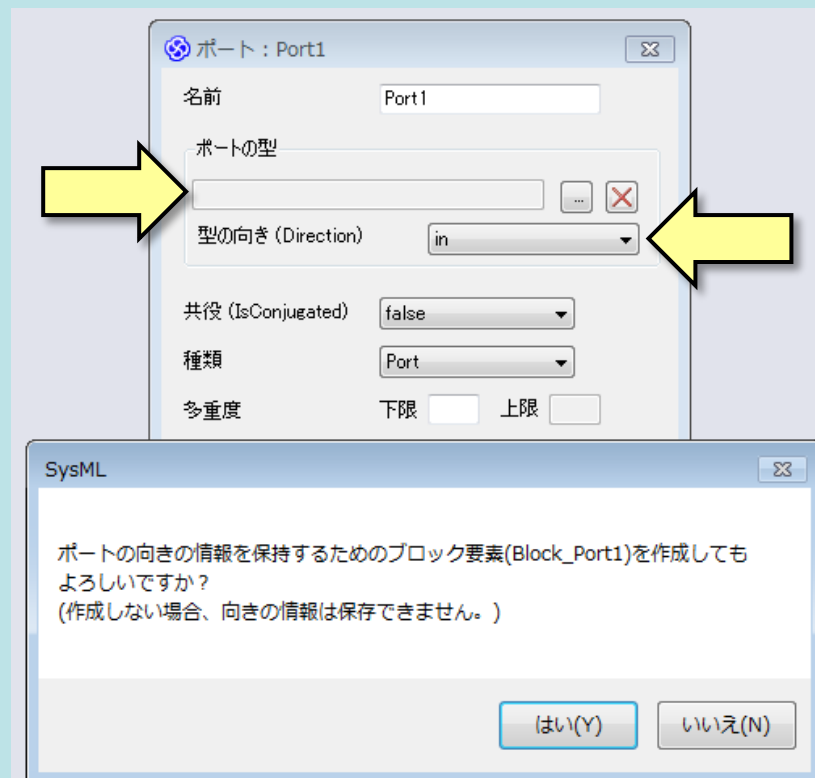 ポート：Port1
名前 Port1
ポートの型
...
型の向き (Direction) in
共役 (IsConjugated) false
種類 Port
多重度 下限 上限
SysML
ポートの向きの情報を保持するためのブロック要素(Block_Port1)を作成しても
よろしいですか？
(作成しない場合、向きの情報は保存できません。)
はい(Y) いいえ(N)